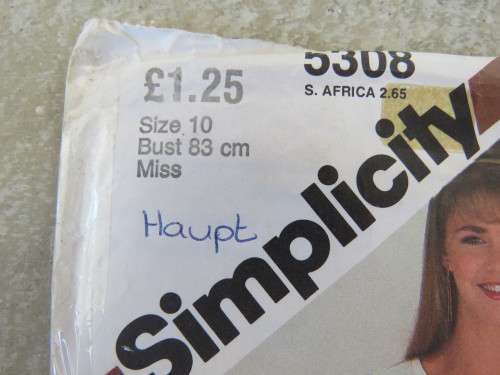 5308
£1.25
S. AFRICA 2.65
Size 10
Bust 83 cm
Miss
Haupt
Simplicity